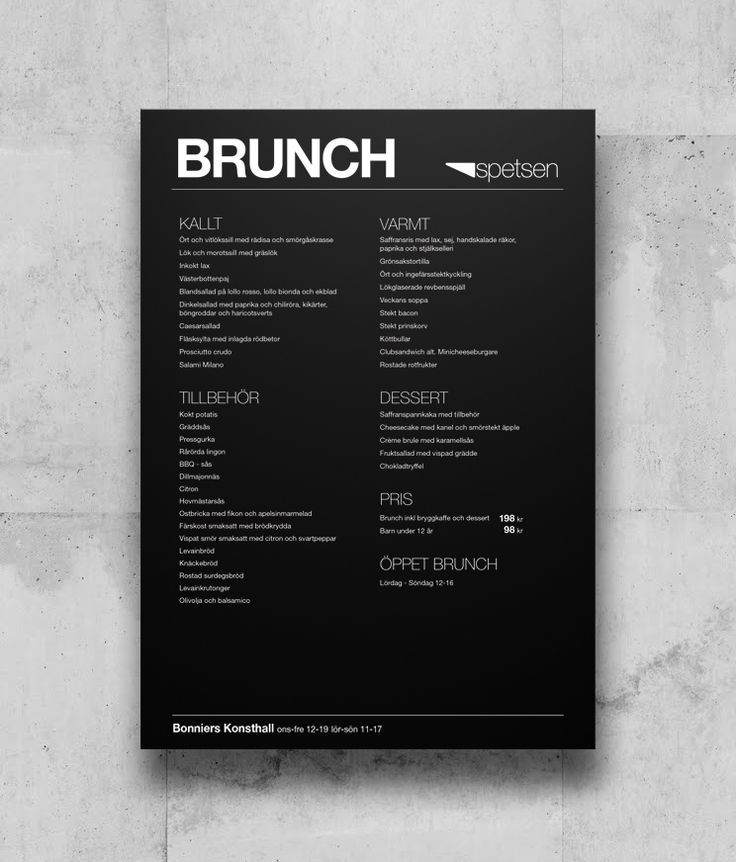 BRUNCH
spetsen
KALLT
Ört och vitlökssill med rädisa och smörgåskrasse
Lök och morotssill med gräslök
Inkokt lax
Västerbottenpaj
Blandsallad på lollo rosso, lollo bionda och ekblad
Dinkelsallad med paprika och chiliröra, kikärter,
böngroddar och haricotsverts
Caesarsallad
Fläsksylta med inlagda rödbetor
Prosciutto crudo
Salami Milano
TILLBEHÖR
Kokt potatis
Gräddsås
Pressgurka
Rårörda lingon
BBQ - sås
Dillmajonnäs
Citron
Hovmästarsås
Ostbricka med fikon och apelsinmarmelad
Färskost smaksatt med brödkrydda
Vispat smör smaksatt med citron och svartpeppar
Levainbröd
Knäckebröd
Rostad surdegsbröd
Levainkrutonger
Olivolja och balsamico
VARMT
Saffransris med lax, sej, handskalade räkor,
paprika och stjälkselleri
Grönsakstortilla
Ört och ingefärsstektkyckling
Lökglaserade revbensspjäll
Veckans soppa
Stekt bacon
Stekt prinskorv
Köttbullar
Clubsandwich alt. Minicheeseburgare
Rostade rotfrukter
DESSERT
Saffranspannkaka med tillbehör
Cheesecake med kanel och smörstekt äpple
Crème brule med karamellsås
Fruktsallad med vispad grädde
Chokladtryffel
PRIS
Brunch inkl bryggkaffe och dessert 198 kr
Barn under 12 år 98 kr
ÖPPET BRUNCH
Lördag - Söndag 12-16
Bonniers Konsthall ons-fre 12-19 lör-sön 11-17